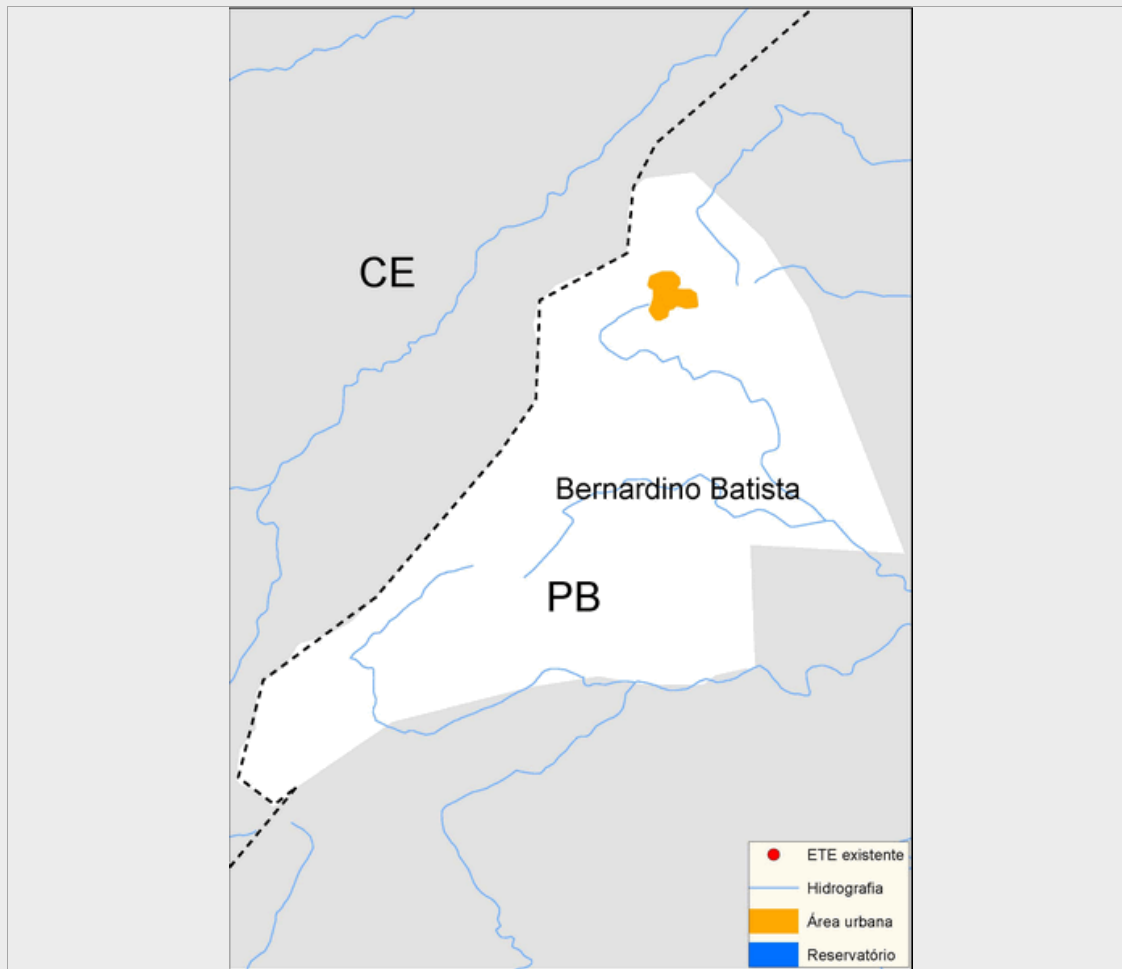 CE
Bernardino Batista
PB
ETE existente
Hidrografia
Área urbana
Reservatório